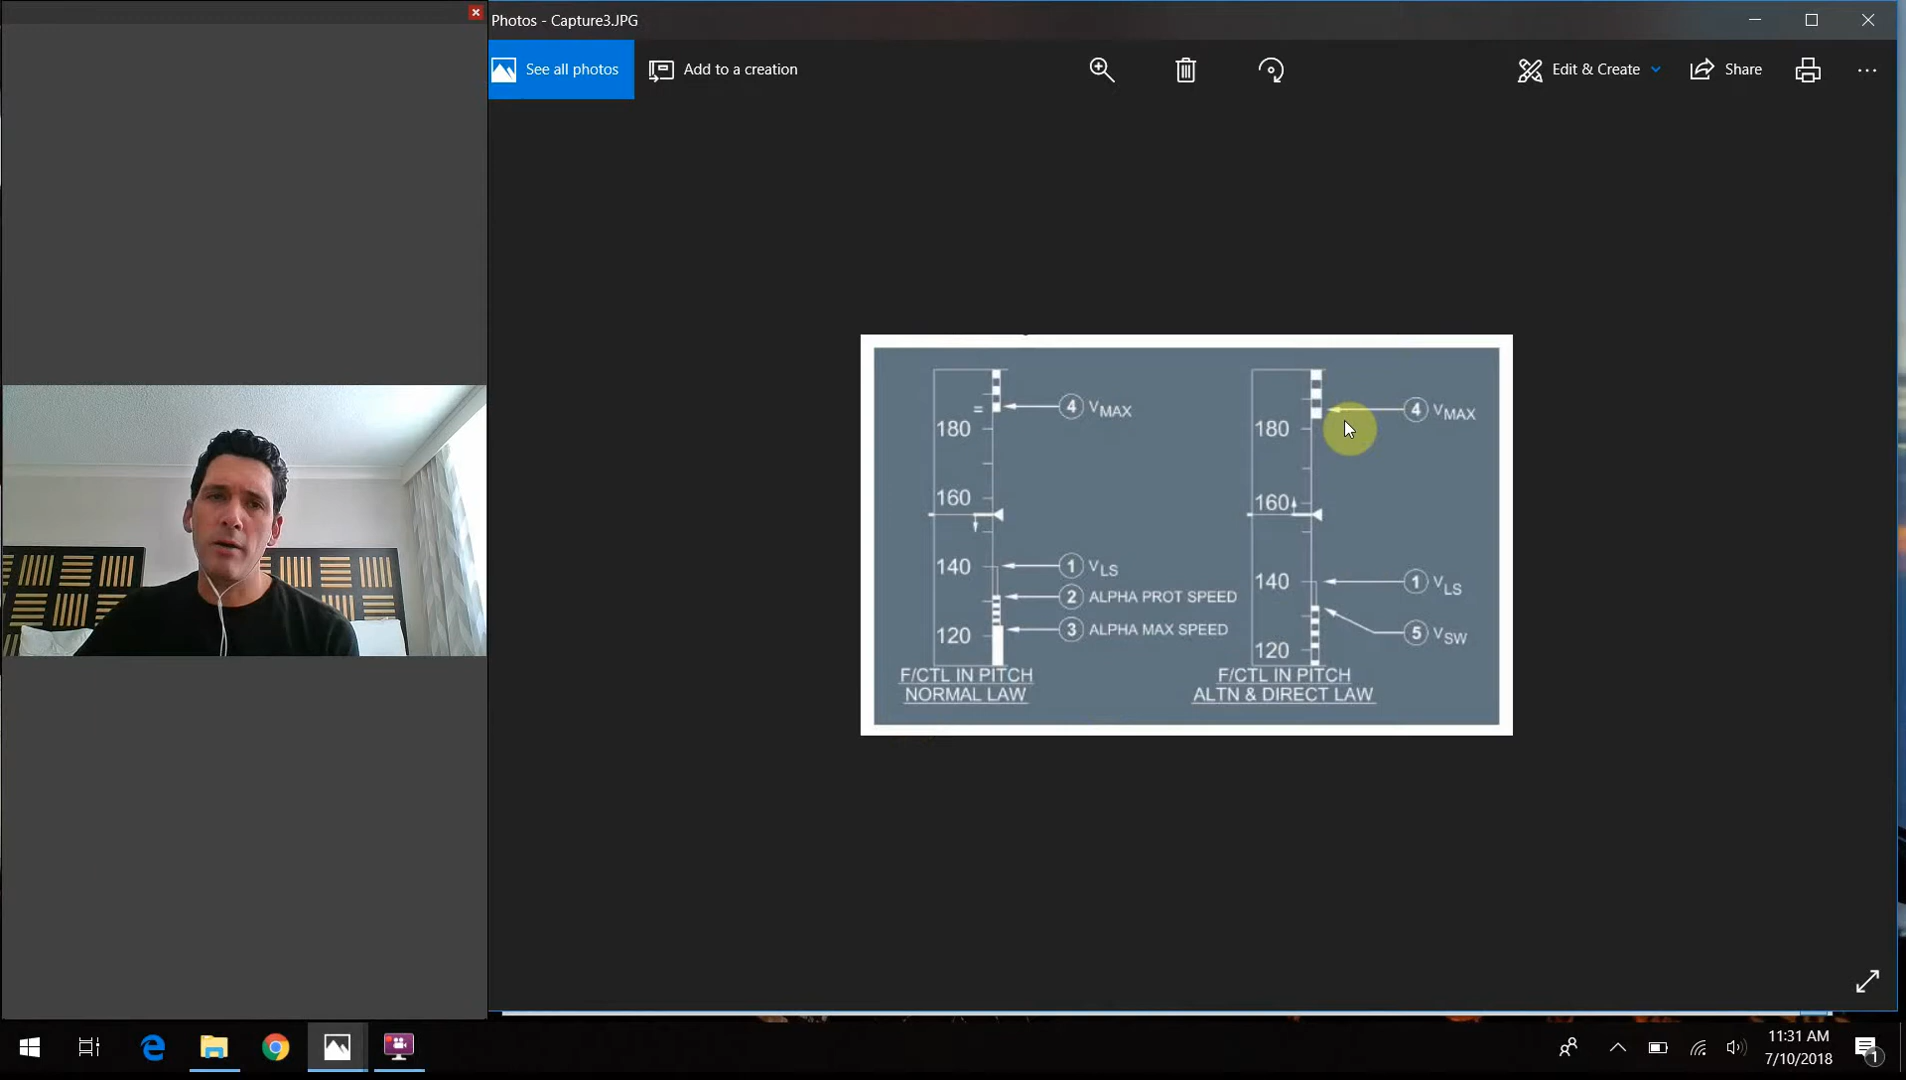 Photos - Capture3.JPG
See all photos
Add to a creation
Edit & Create
Share
180
160
140
120
=
4 VMAX
1 VLS
2 ALPHA PROT SPEED
3 ALPHA MAX SPEED
F/CTL IN PITCH
NORMAL LAW
180
160
140
120
4 VMAX
1 VLS
5 VSW
F/CTL IN PITCH
ALTN & DIRECT LAW
11:31 AM
7/10/2018
1